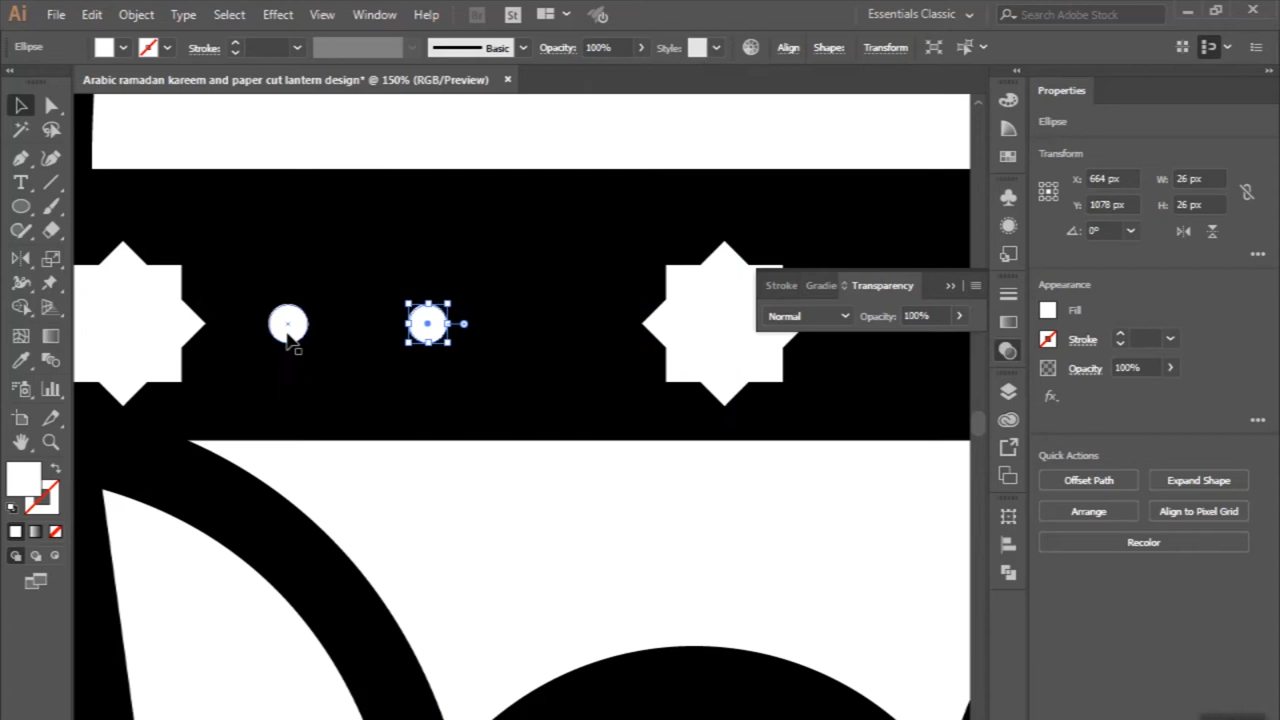 Ai File Edit Object Type Select Effect View Window Help Br St Essentials Classic Search Adobe Stock
Ellipse Stroke: Basic Opacity: 100% Style: Align Shape: Transform
Arabic ramadan kareem and paper cut lantern design* @ 150% (RGB/Preview) ×
Properties
Ellipse
Transform
X: 664 px W: 26 px
Y: 1078 px H: 26 px
0°
Stroke Gradie Transparency
Normal Opacity: 100%
Appearance
Fill
Stroke
Opacity 100%
fx.
Quick Actions
Offset Path Expand Shape
Arrange Align to Pixel Grid
Recolor